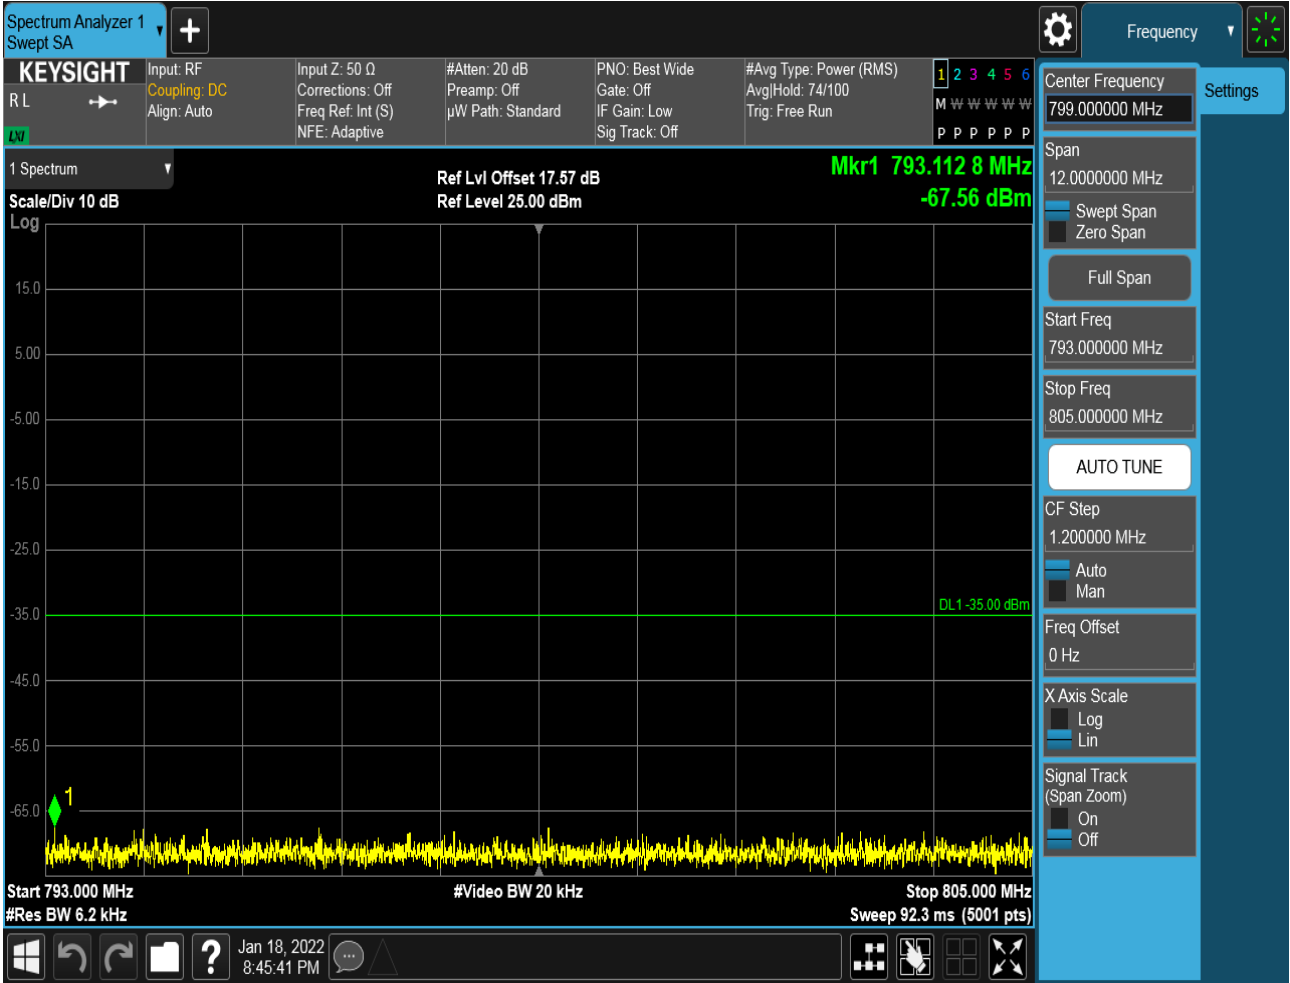 Spectrum Analyzer 1
Swept SA
Frequency
KEYSIGHT
R L
LXI
Input: RF
Coupling: DC
Align: Auto
Input Z: 50 Ω
Corrections: Off
Freq Ref: Int (S)
NFE: Adaptive
#Atten: 20 dB
Preamp: Off
µW Path: Standard
PNO: Best Wide
Gate: Off
IF Gain: Low
Sig Track: Off
#Avg Type: Power (RMS)
Avg|Hold: 74/100
Trig: Free Run
1 2 3 4 5 6
M W W W W W
P P P P P P
1 Spectrum
Scale/Div 10 dB
Log
Ref Lvl Offset 17.57 dB
Ref Level 25.00 dBm
Mkr1 793.112 8 MHz
-67.56 dBm
15.0
5.00
-5.00
-15.0
-25.0
-35.0
DL1 -35.00 dBm
-45.0
-55.0
-65.0
1
Start 793.000 MHz
#Video BW 20 kHz
Stop 805.000 MHz
#Res BW 6.2 kHz
Sweep 92.3 ms (5001 pts)
Center Frequency
799.000000 MHz
Settings
Span
12.0000000 MHz
Swept Span
Zero Span
Full Span
Start Freq
793.000000 MHz
Stop Freq
805.000000 MHz
AUTO TUNE
CF Step
1.200000 MHz
Auto
Man
Freq Offset
0 Hz
X Axis Scale
Log
Lin
Signal Track
(Span Zoom)
On
Off
?
Jan 18, 2022
8:45:41 PM